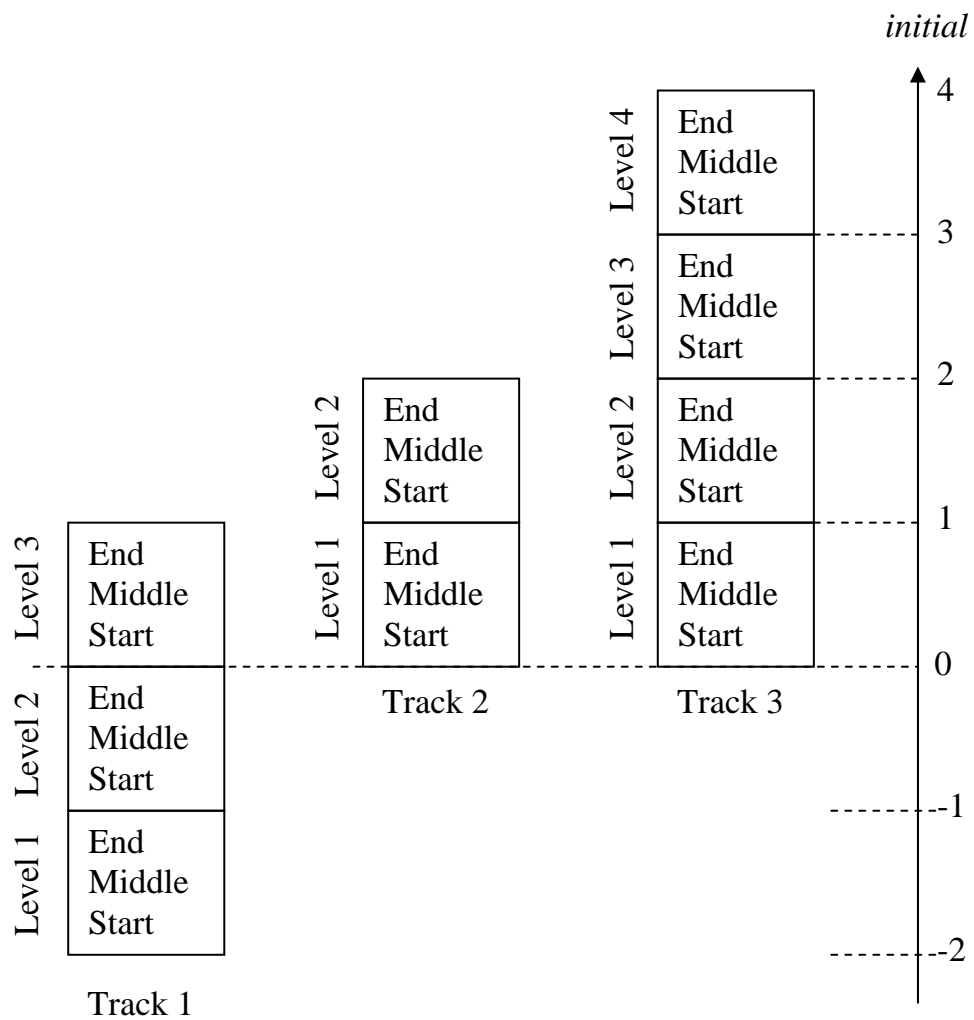 initial
4
Level 4
End
Middle
Start
3
Level 3
End
Middle
Start
2
Level 2
End
Middle
Start
Level 2
End
Middle
Start
1
Level 3
End
Middle
Start
Level 1
End
Middle
Start
Level 1
End
Middle
Start
0
Track 2
Track 3
Level 2
End
Middle
Start
-1
Level 1
End
Middle
Start
-2
Track 1